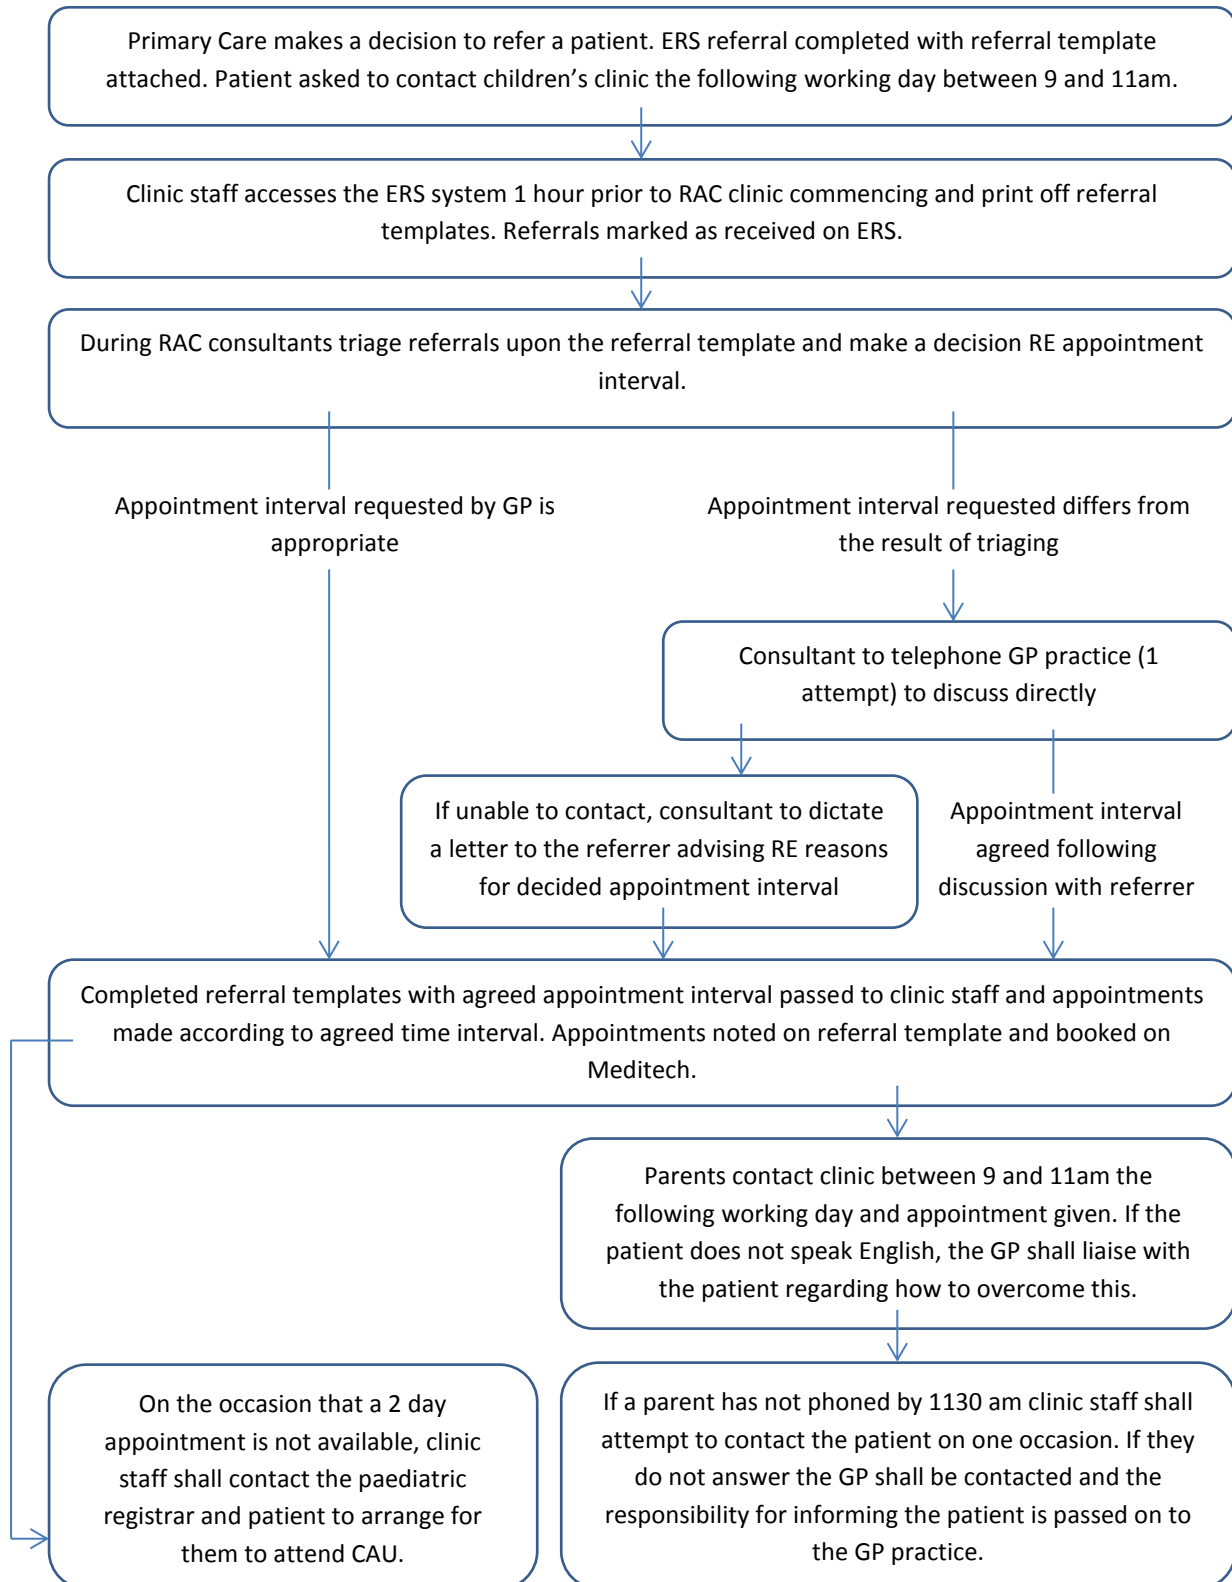 Primary Care makes a decision to refer a patient. ERS referral completed with referral template
attached. Patient asked to contact children’s clinic the following working day between 9 and 11am.
Clinic staff accesses the ERS system 1 hour prior to RAC clinic commencing and print off referral
templates. Referrals marked as received on ERS.
During RAC consultants triage referrals upon the referral template and make a decision RE appointment
interval.
Appointment interval requested by GP is
appropriate
Appointment interval requested differs from
the result of triaging
Consultant to telephone GP practice (1
attempt) to discuss directly
If unable to contact, consultant to dictate
a letter to the referrer advising RE reasons
for decided appointment interval
Appointment interval
agreed following
discussion with referrer
Completed referral templates with agreed appointment interval passed to clinic staff and appointments
made according to agreed time interval. Appointments noted on referral template and booked on
Meditech.
Parents contact clinic between 9 and 11am the
following working day and appointment given. If the
patient does not speak English, the GP shall liaise with
the patient regarding how to overcome this.
On the occasion that a 2 day
appointment is not available, clinic
staff shall contact the paediatric
registrar and patient to arrange for
them to attend CAU.
If a parent has not phoned by 1130 am clinic staff shall
attempt to contact the patient on one occasion. If they
do not answer the GP shall be contacted and the
responsibility for informing the patient is passed on to
the GP practice.